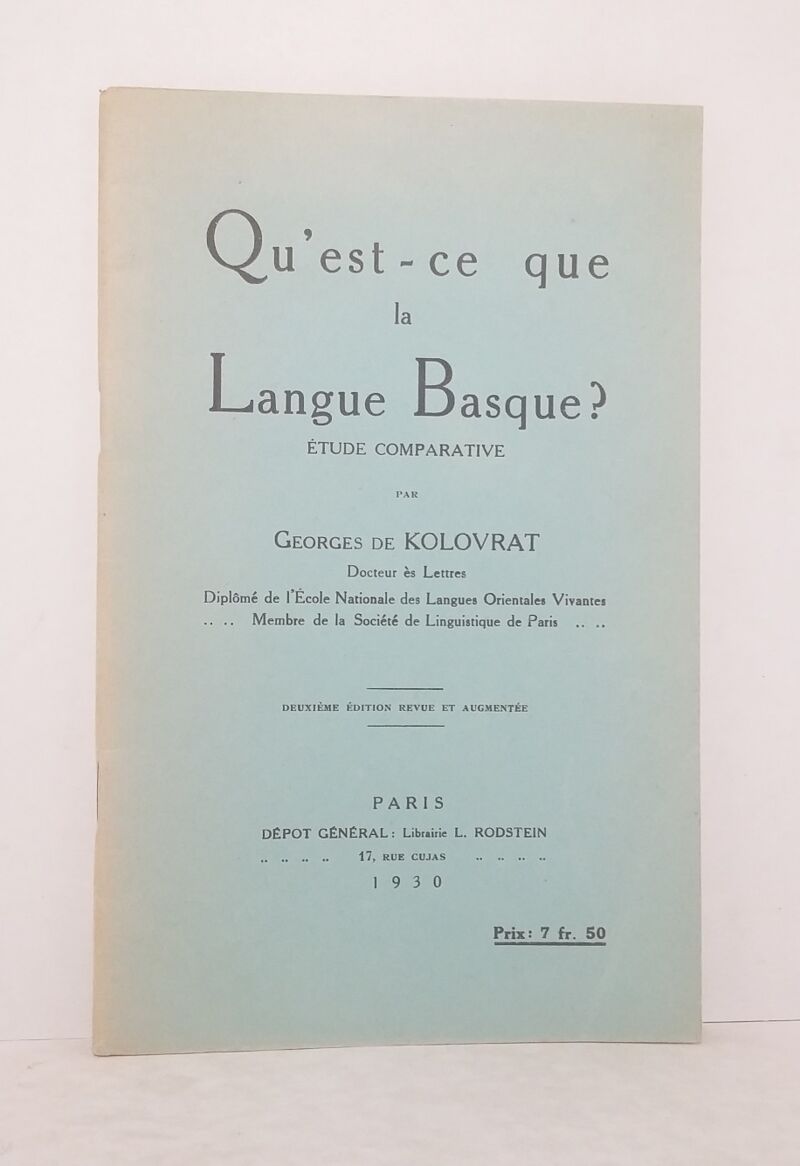 Qu'est-ce que
la
Langue Basque?
ÉTUDE COMPARATIVE
PAR
GEORGES DE KOLOVRAT
Docteur ès Lettres
Diplômé de l'École Nationale des Langues Orientales Vivantes
.. .. Membre de la Société de Linguistique de Paris .. ..
DEUXIÈME ÉDITION REVUE ET AUGMENTÉE
PARIS
DÉPOT GÉNÉRAL: Librairie L. RODSTEIN
.. .. .. .. 17, RUE CUJAS .. .. .. ..
1930
Prix: 7 fr. 50